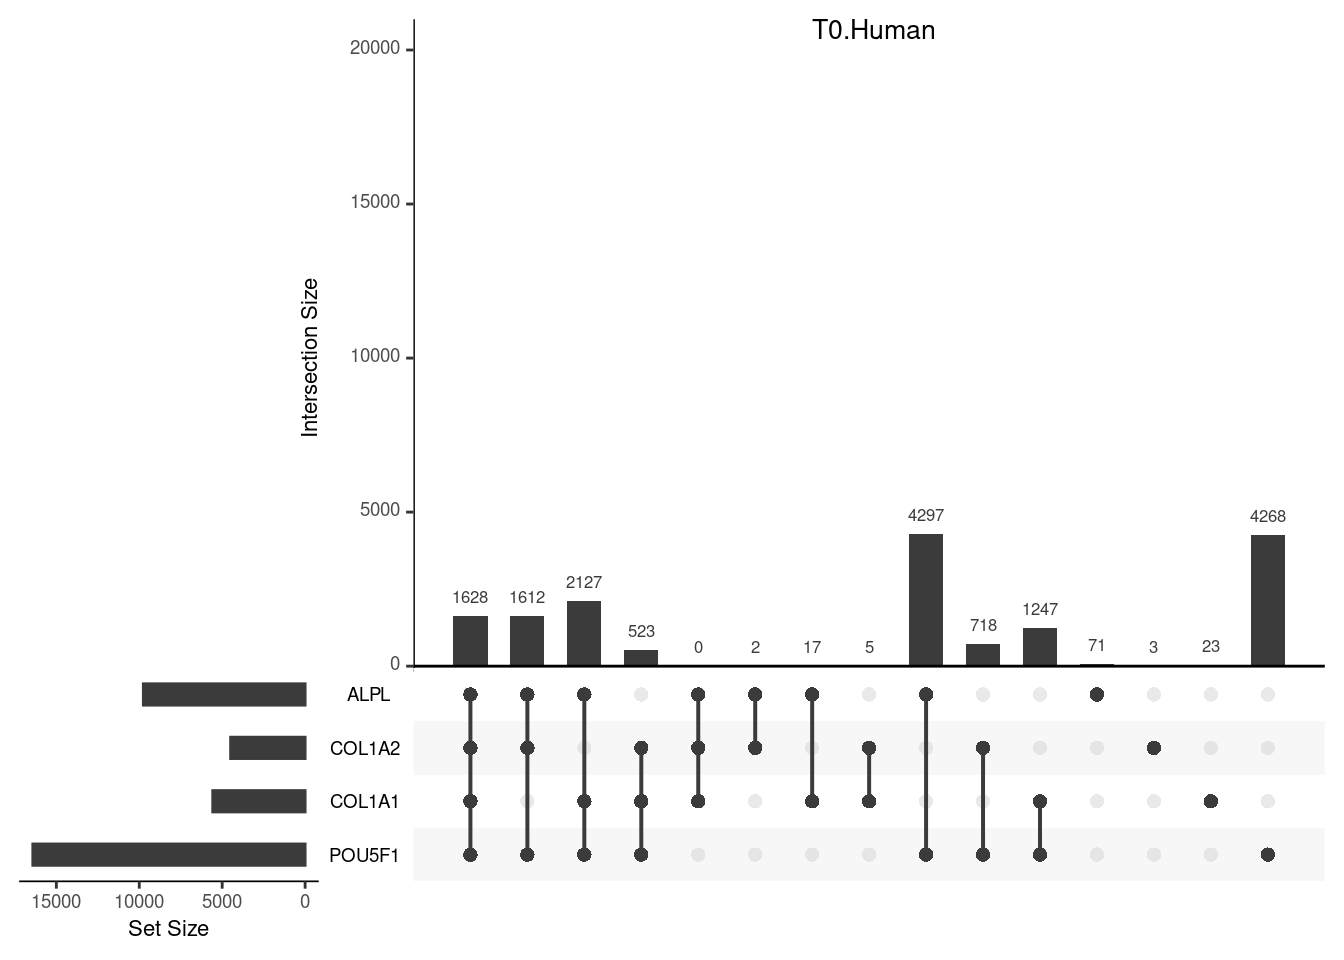 T0.Human
20000
15000
10000
5000
0
Intersection Size
1628 1612 2127 523 0 2 17 5 4297 718 1247 71 3 23 4268
ALPL
COL1A2
COL1A1
POU5F1
15000 10000 5000 0
Set Size